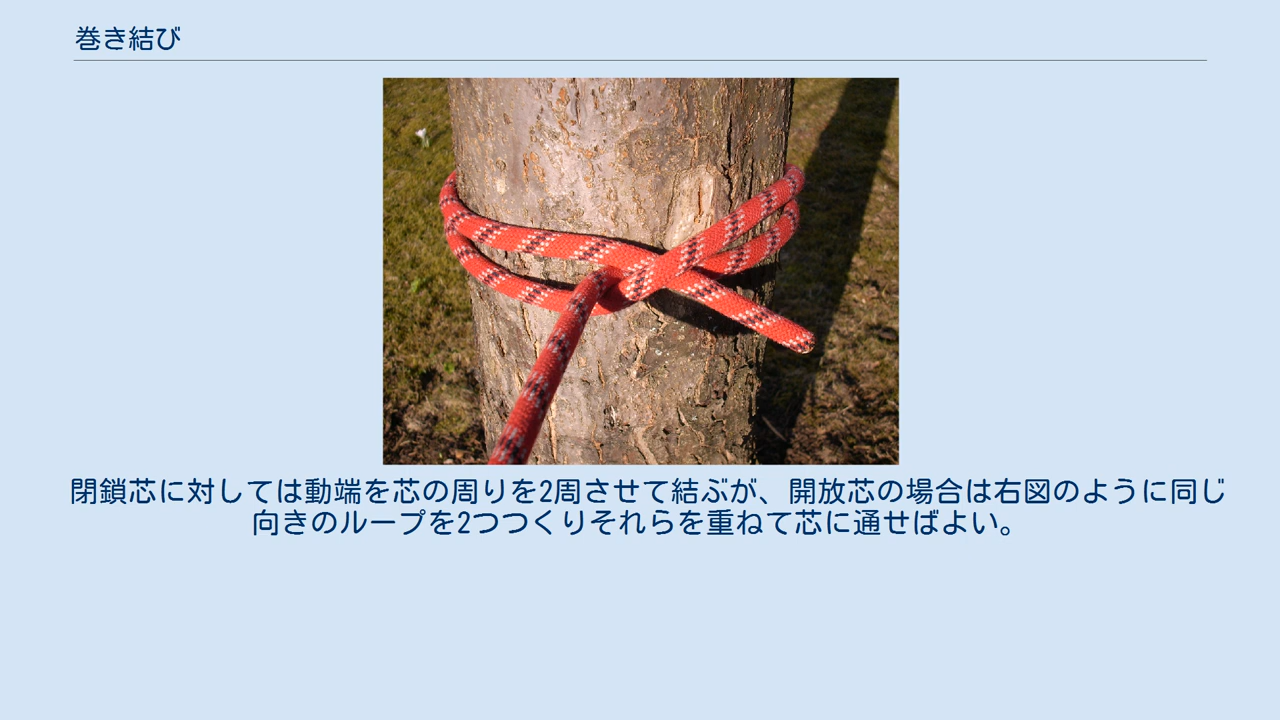 巻き結び
閉鎖芯に対しては動端を芯の周りを2周させて結ぶが、開放芯の場合は右図のように同じ
向きのループを2つつくりそれらを重ねて芯に通せばよい。